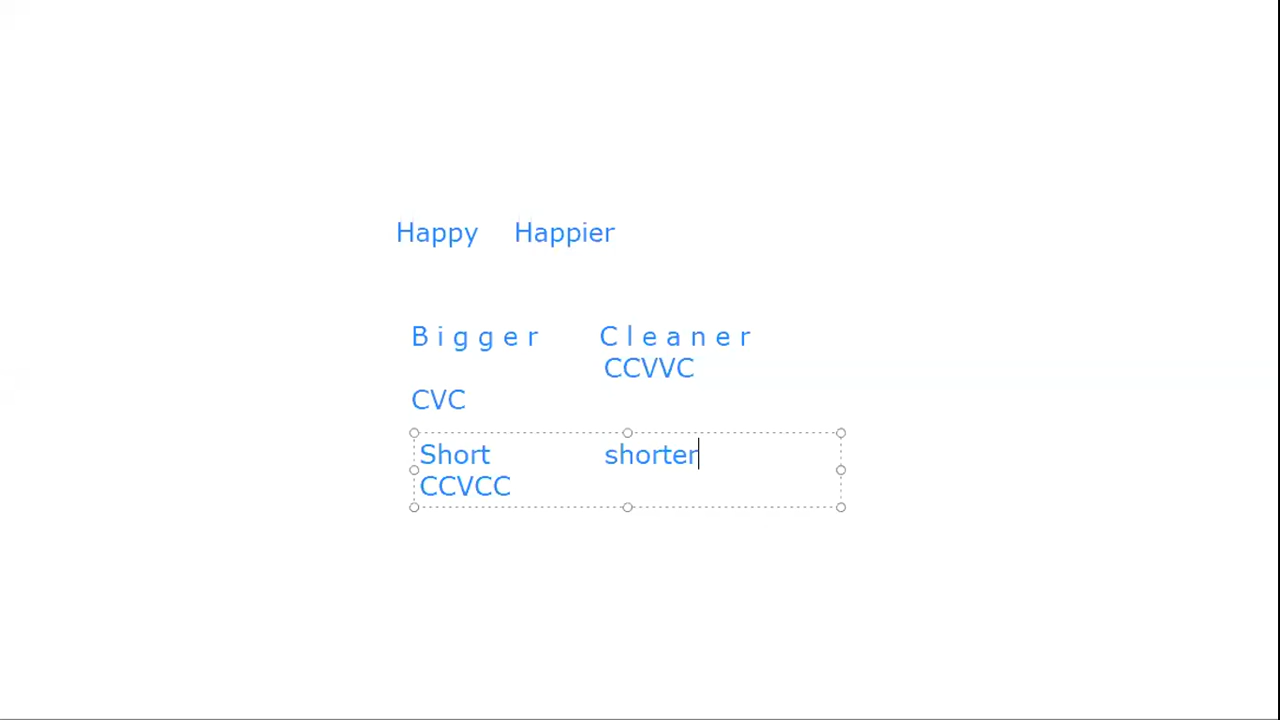 Happy Happier
B i g g e r C l e a n e r
CCVVC
CVC
Short shorter
CCVCC